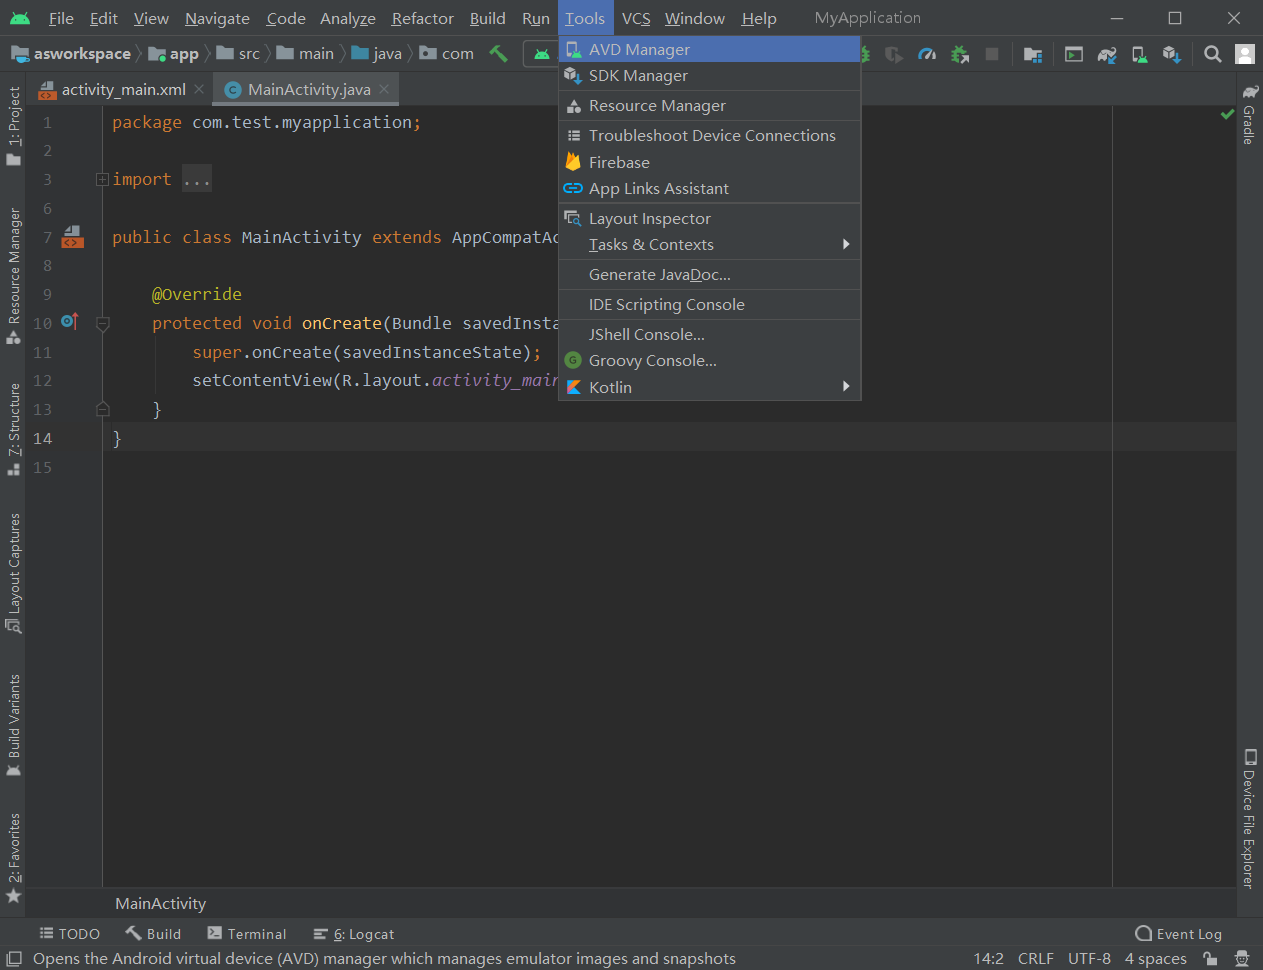 File Edit View Navigate Code Analyze Refactor Build Run Tools VCS Window Help MyApplication
asworkspace app src main java com
activity_main.xml MainActivity.java
AVD Manager
SDK Manager
Resource Manager
Troubleshoot Device Connections
Firebase
App Links Assistant
Layout Inspector
Tasks & Contexts
Generate JavaDoc...
IDE Scripting Console
JShell Console...
Groovy Console...
Kotlin
1 package com.test.myapplication;
2
3 import ...
6
7 public class MainActivity extends AppCompatAc
8
9 @Override
10 protected void onCreate(Bundle savedInsta
11 super.onCreate(savedInstanceState);
12 setContentView(R.layout.activity_main
13 }
14 }
15
1: Project
Resource Manager
7: Structure
Layout Captures
Build Variants
2: Favorites
Gradle
Device File Explorer
MainActivity
TODO Build Terminal 6: Logcat Event Log
Opens the Android virtual device (AVD) manager which manages emulator images and snapshots 14:2 CRLF UTF-8 4 spaces